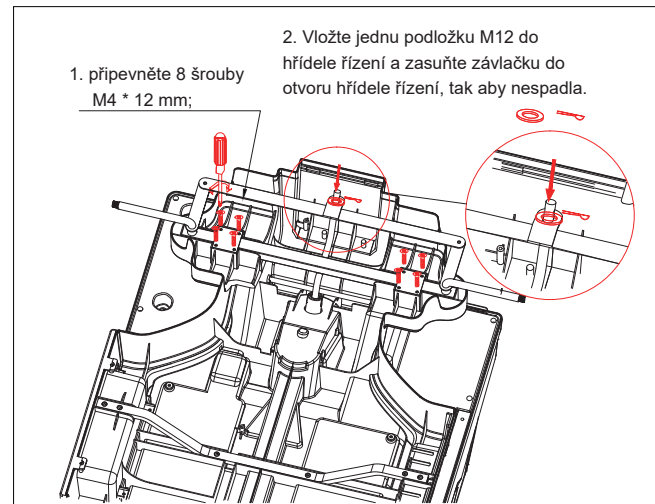 1. připevněte 8 šrouby
M4 * 12 mm;
2. Vložte jednu podložku M12 do
hřídele řízení a zasuňte závlačku do
otvoru hřídele řízení, tak aby nespadla.